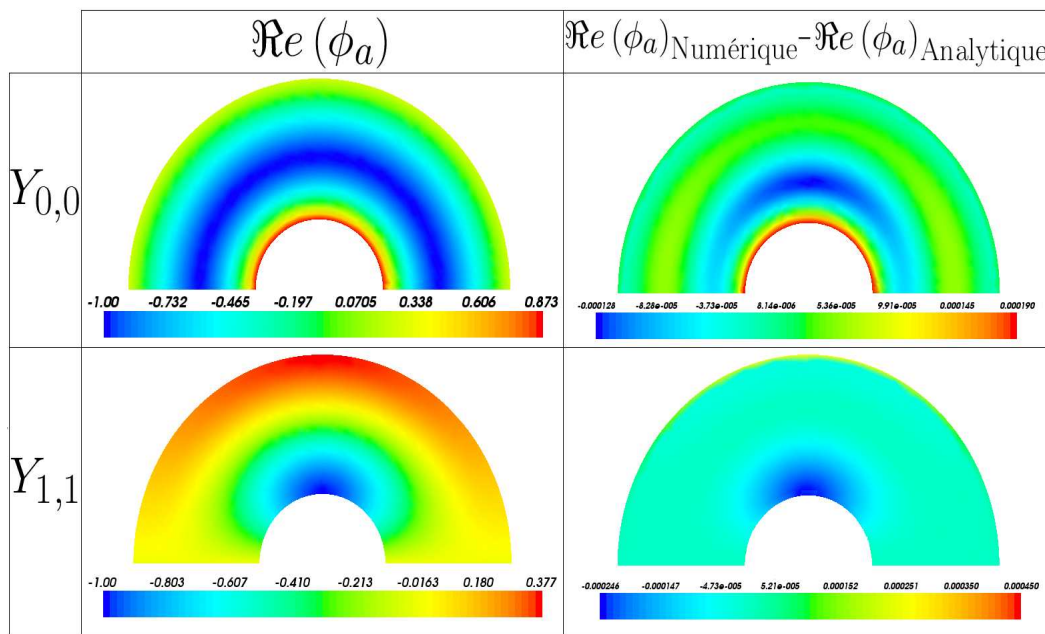 ℜe (ϕₐ)
ℜe (ϕₐ)Numérique-ℜe (ϕₐ)Analytique
Y0,0
-1.00 -0.732 -0.465 -0.197 0.0705 0.338 0.606 0.873
-0.000128 -8.28e-005 -3.73e-005 8.14e-006 5.36e-005 9.91e-005 0.000145 0.000190
Y1,1
-1.00 -0.803 -0.607 -0.410 -0.213 -0.0163 0.180 0.377
-0.000246 -0.000147 -4.73e-005 5.21e-005 0.000152 0.000251 0.000350 0.000450